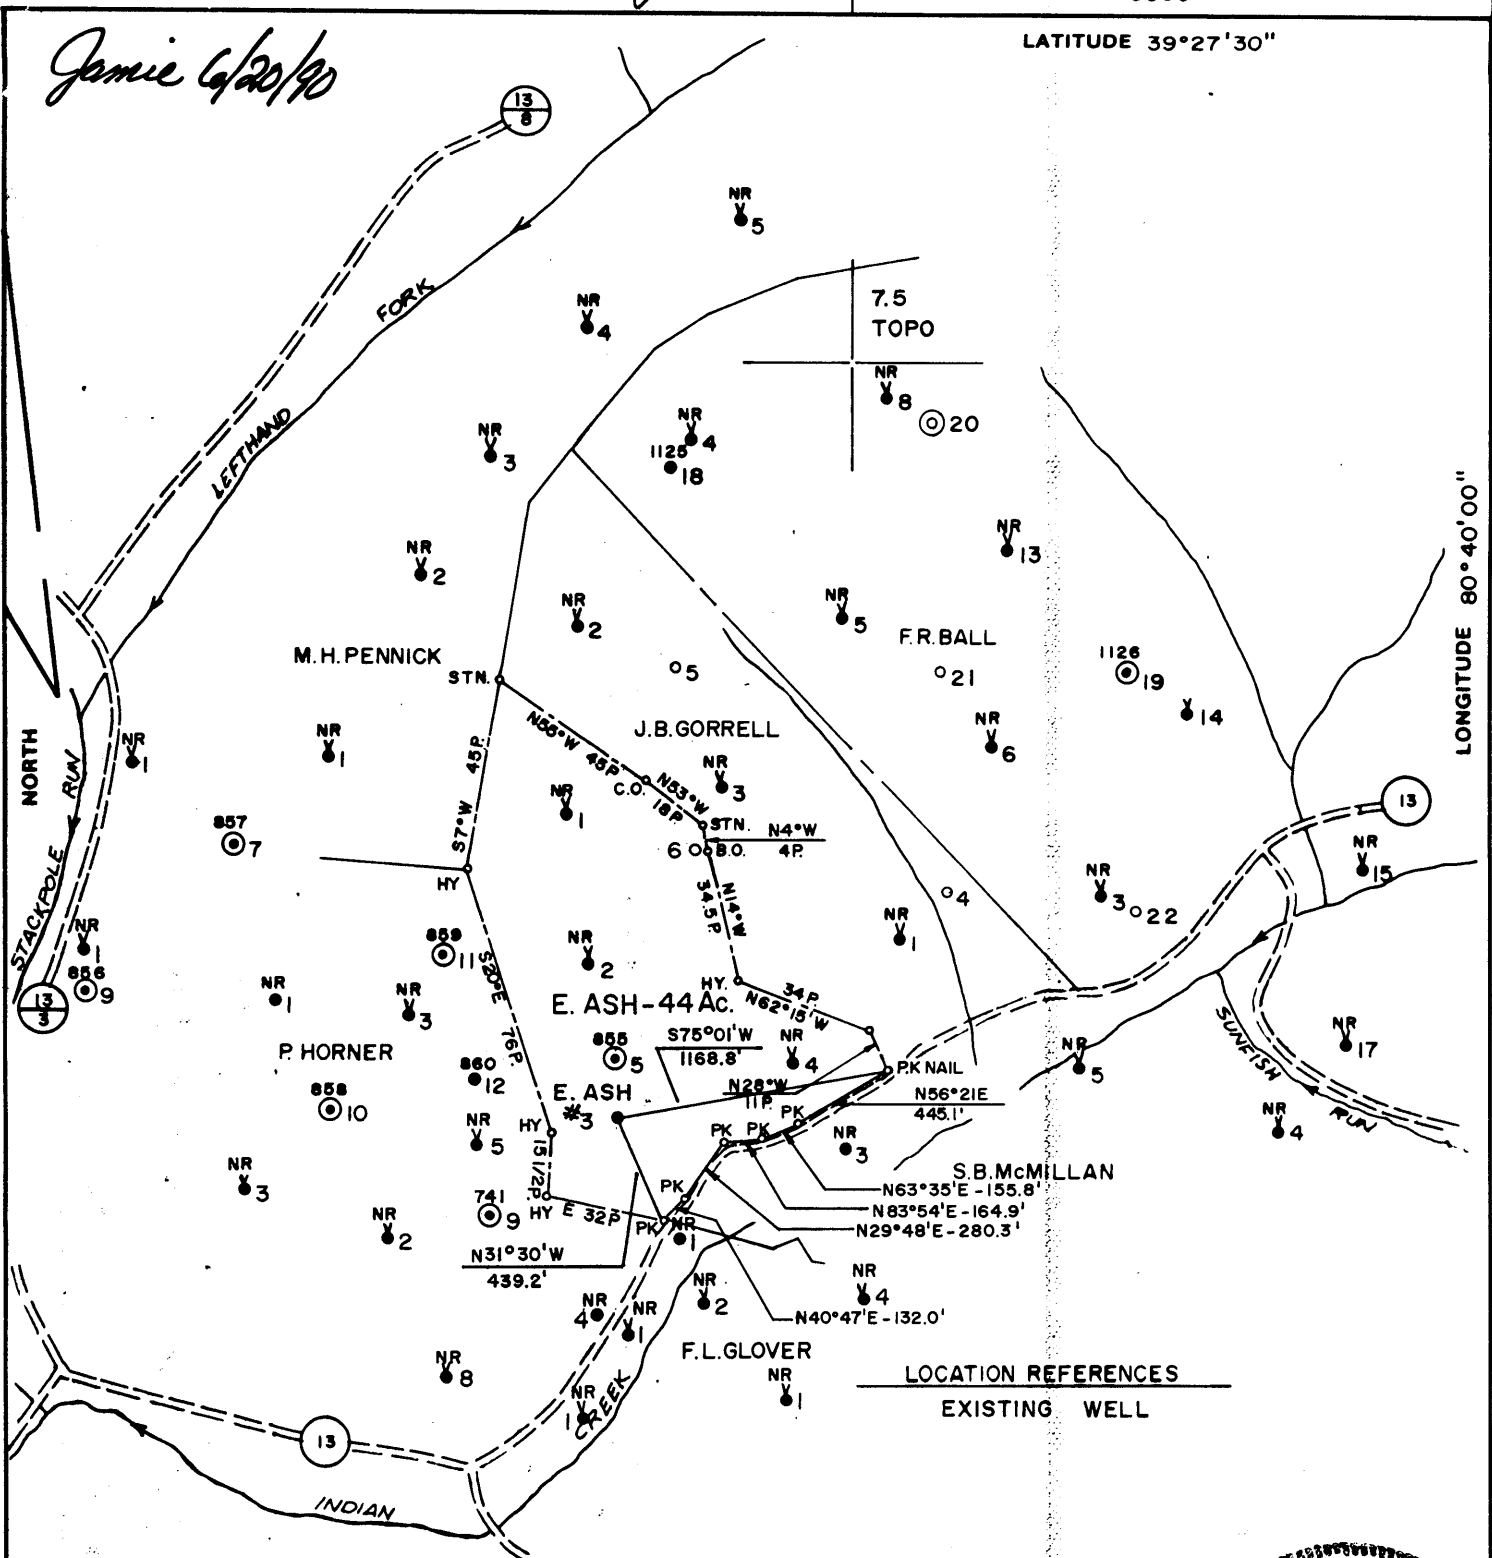 LATITUDE 39°27'30"
Jamie 6/20/90
13
8
NR
5
FORK
NR
4
7.5
TOPO
NR
8
20
LEFTHAND
NR
3
NR
4
1125
18
LONGITUDE 80°40'00"
NR
13
NR
2
NR
2
NR
5
F.R.BALL
M.H.PENNICK
STN.
5
21
1126
19
14
NORTH
RUN
NR
1
NR
1
S7°W 45P.
N55°W 45P.
J.B.GORRELL
NR
6
C.O.
N53°W
18P.
NR
3
13
857
7
NR
1
STN.
N4°W
4P.
6
B.O.
NR
15
STACKPOLE
HY
N14°W
34.5P.
4
NR
3
22
NR
1
859
11
NR
2
NR
1
856
9
S20°E 76P.
HY.
34P.
N62°15'W
13
3
NR
1
NR
3
E. ASH-44 AC.
SUNFISH
RUN
P. HORNER
855
5
S75°01'W
1168.8'
NR
4
NR
5
NR
17
860
12
858
10
E. ASH
#3
N28°W
11P.
P.K NAIL
N56°21E
445.1'
HY
PK
PK
PK
NR
5
NR
3
NR
4
15 1/2P.
S.B.McMILLAN
NR
3
PK
N63°35'E-155.8'
741
9
HY
E 32P
PK
N83°54'E-164.9'
NR
2
NR
1
N29°48'E-280.3'
N31°30'W
439.2'
NR
2
NR
4
NR
4
NR
1
N40°47'E-132.0'
F.L.GLOVER
NR
8
LOCATION REFERENCES
NR
1
EXISTING WELL
NR
1
CREEK
13
INDIAN